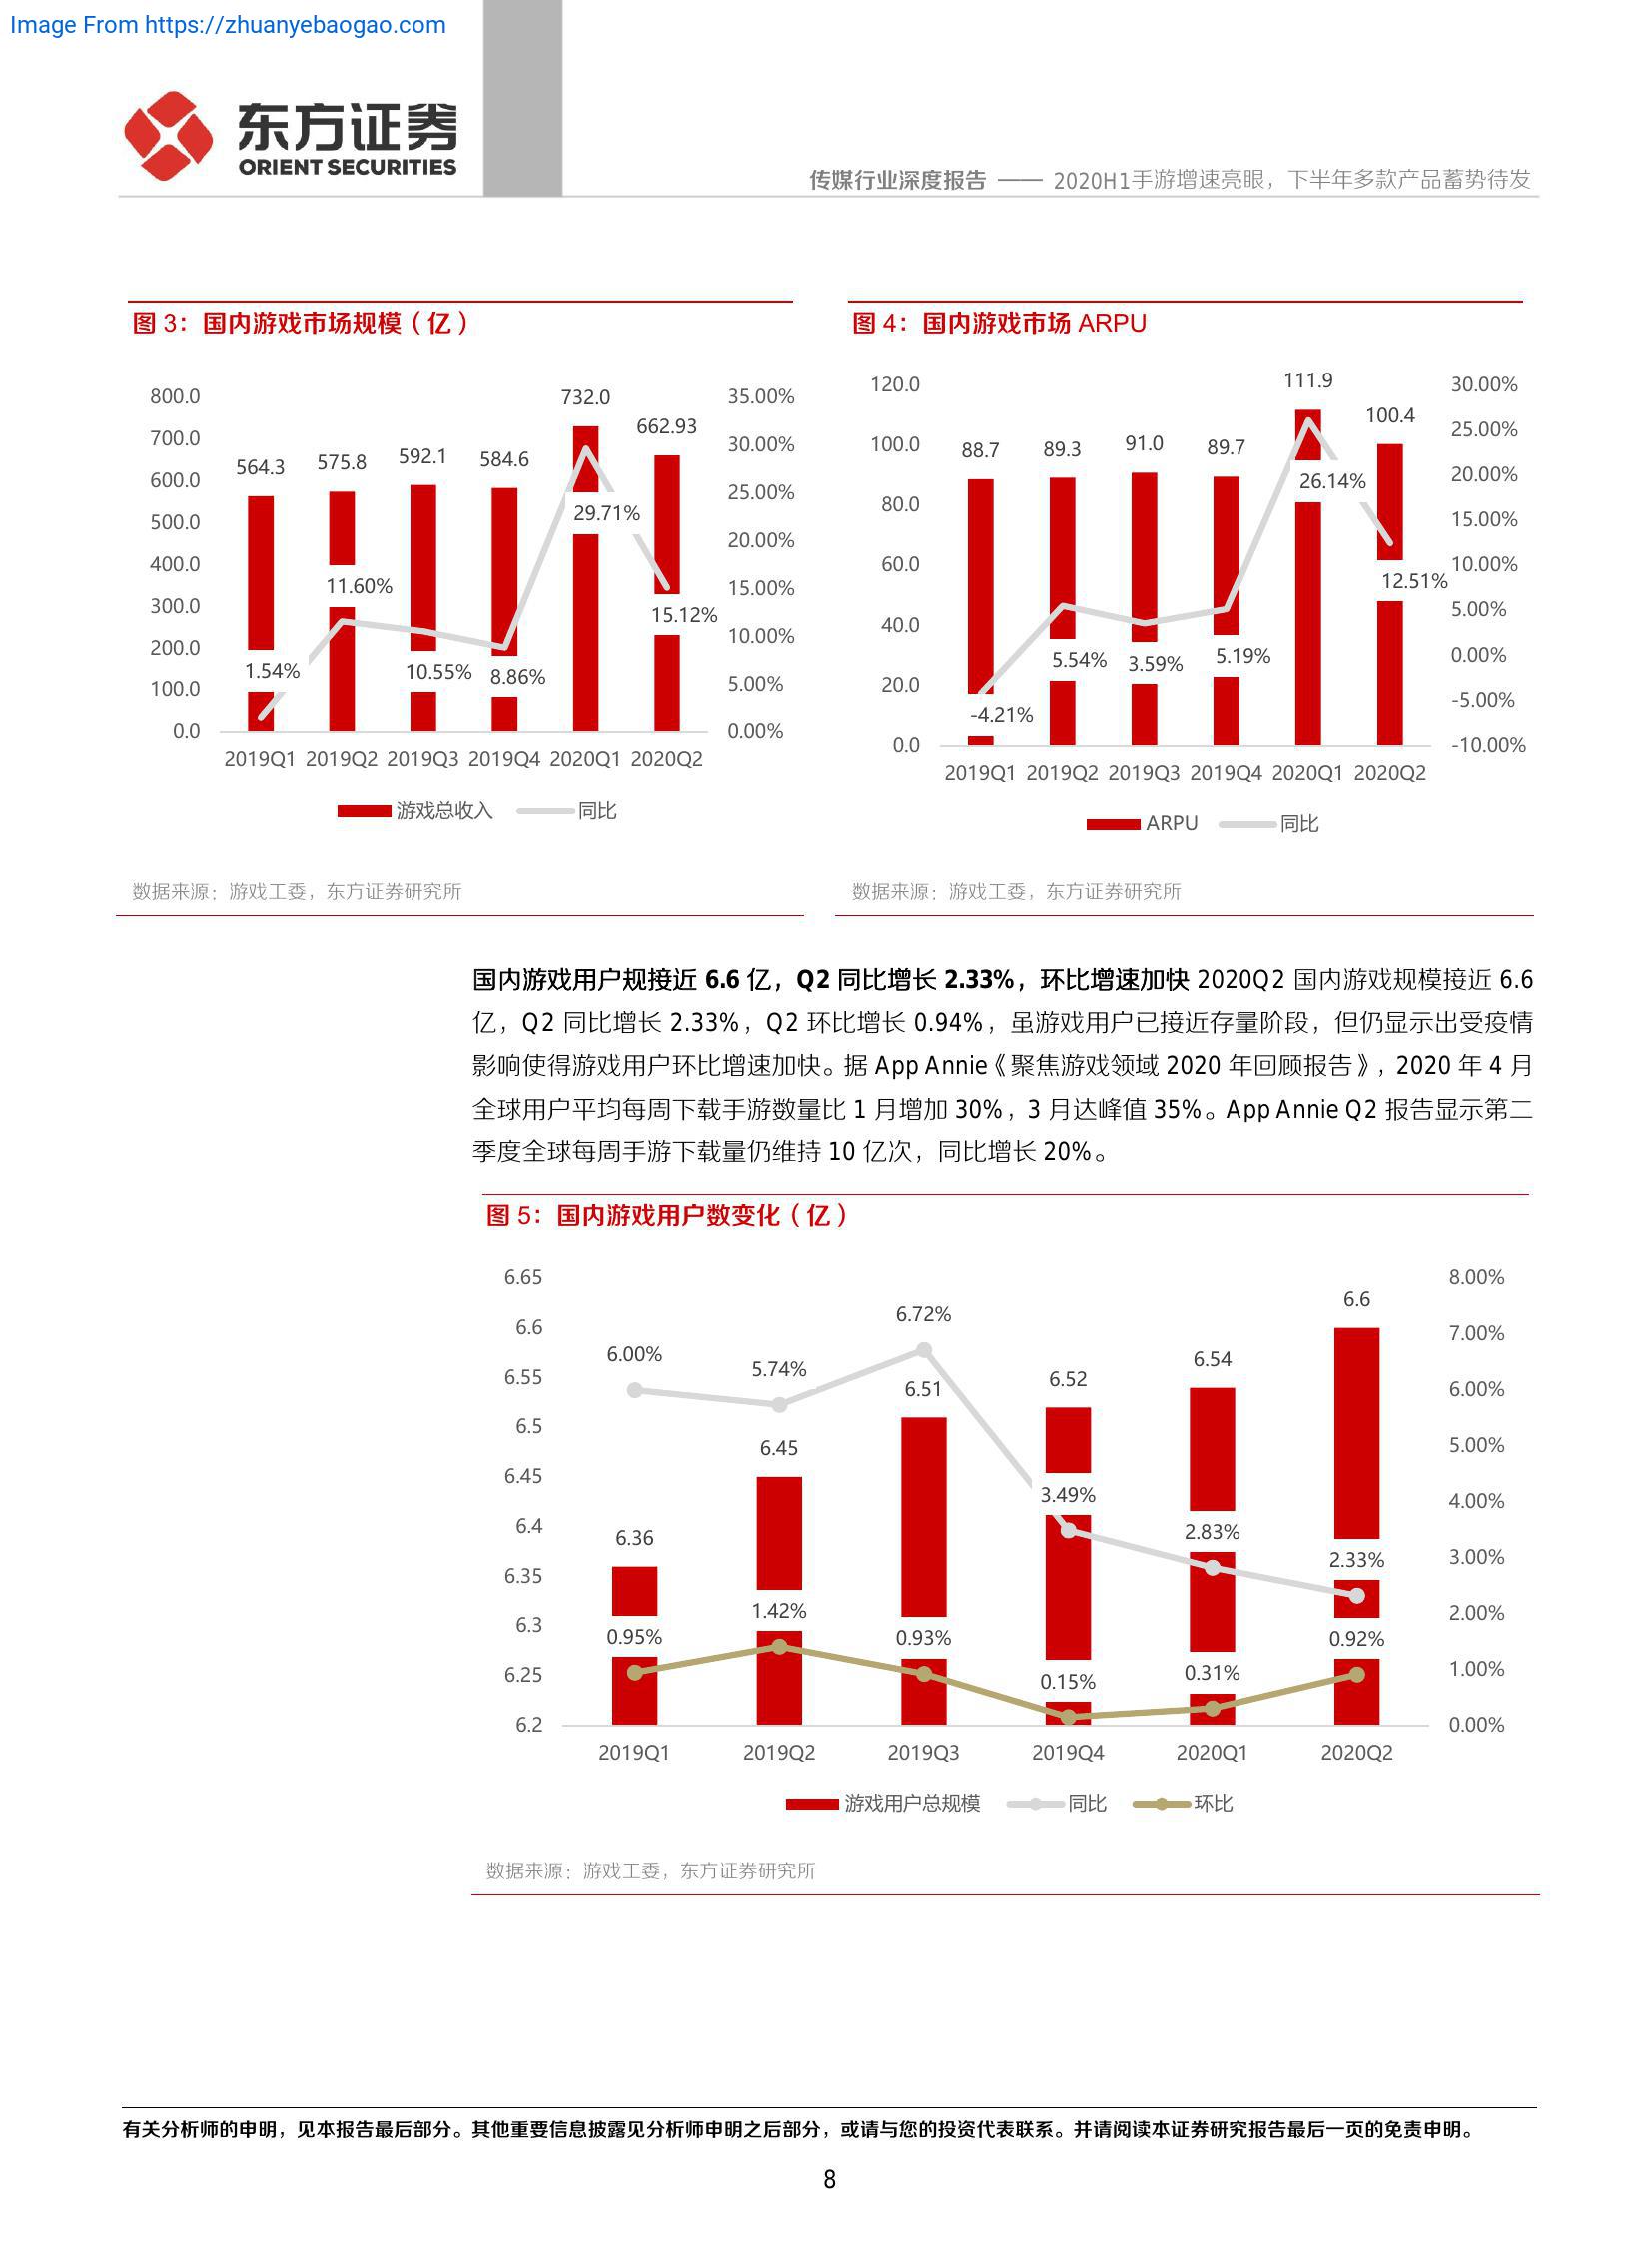 Image From https://zhuanyebaogao.com
东方证券
ORIENT SECURITIES
传媒行业深度报告 —— 2020H1手游增速亮眼，下半年多款产品蓄势待发
图 3：国内游戏市场规模（亿）
800.0
700.0
600.0
500.0
400.0
300.0
200.0
100.0
0.0
564.3 575.8 592.1 584.6 732.0 662.93
1.54% 11.60% 10.55% 8.86% 29.71% 15.12%
35.00%
30.00%
25.00%
20.00%
15.00%
10.00%
5.00%
0.00%
2019Q1 2019Q2 2019Q3 2019Q4 2020Q1 2020Q2
游戏总收入 同比
数据来源：游戏工委，东方证券研究所
图 4：国内游戏市场 ARPU
120.0
100.0
80.0
60.0
40.0
20.0
0.0
88.7 89.3 91.0 89.7 111.9 100.4
-4.21% 5.54% 3.59% 5.19% 26.14% 12.51%
30.00%
25.00%
20.00%
15.00%
10.00%
5.00%
0.00%
-5.00%
-10.00%
2019Q1 2019Q2 2019Q3 2019Q4 2020Q1 2020Q2
ARPU 同比
数据来源：游戏工委，东方证券研究所
国内游戏用户规接近 6.6 亿，Q2 同比增长 2.33%，环比增速加快 2020Q2 国内游戏规模接近 6.6
亿，Q2 同比增长 2.33%，Q2 环比增长 0.94%，虽游戏用户已接近存量阶段，但仍显示出受疫情
影响使得游戏用户环比增速加快。据 App Annie《聚焦游戏领域 2020 年回顾报告》，2020 年 4 月
全球用户平均每周下载手游数量比 1 月增加 30%，3 月达峰值 35%。App Annie Q2 报告显示第二
季度全球每周手游下载量仍维持 10 亿次，同比增长 20%。
图 5：国内游戏用户数变化（亿）
6.65
6.6
6.55
6.5
6.45
6.4
6.35
6.3
6.25
6.2
6.00% 5.74% 6.72% 3.49% 2.83% 2.33%
6.36 6.45 6.51 6.52 6.54 6.6
0.95% 1.42% 0.93% 0.15% 0.31% 0.92%
8.00%
7.00%
6.00%
5.00%
4.00%
3.00%
2.00%
1.00%
0.00%
2019Q1 2019Q2 2019Q3 2019Q4 2020Q1 2020Q2
游戏用户总规模 同比 环比
数据来源：游戏工委，东方证券研究所
有关分析师的申明，见本报告最后部分。其他重要信息披露见分析师申明之后部分，或请与您的投资代表联系。并请阅读本证券研究报告最后一页的免责申明。
8